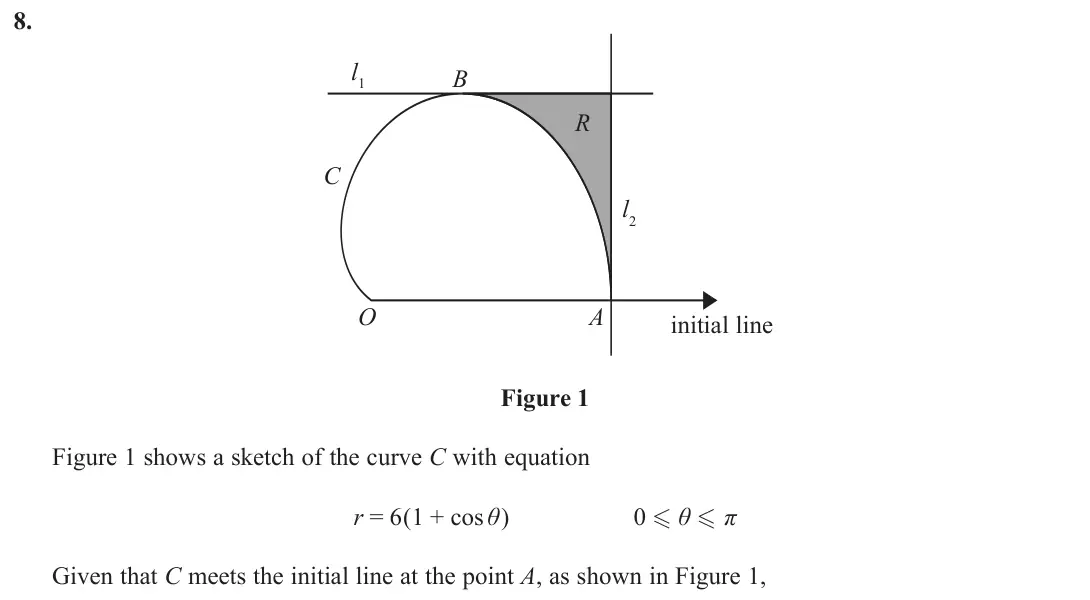 8.
l₁
B
R
C
l₂
O
A
initial line
Figure 1
Figure 1 shows a sketch of the curve C with equation
r = 6(1 + cos θ) 0 ⩽ θ ⩽ π
Given that C meets the initial line at the point A, as shown in Figure 1,